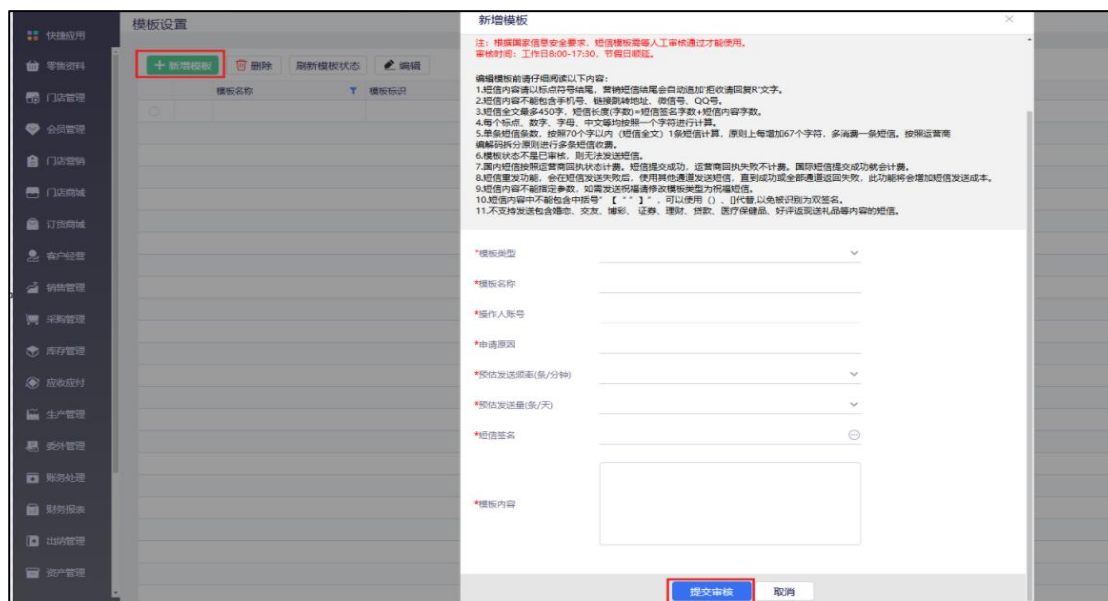 快捷应用
零售资料
门店管理
会员管理
门店营销
门店商城
订货商城
客户经营
销售管理
采购管理
库存管理
应收应付
生产管理
委外管理
账务处理
财务报表
出纳管理
资产管理
模板设置
新增模板
删除
刷新模板状态
编辑
模板名称
模板标识
新增模板
注：根据国家信息安全要求，短信模板需等人工审核通过才能使用。
审核时间：工作日8:00-17:30，节假日顺延。
编辑模板前请仔细阅读以下内容：
1.短信内容请以标点符号结尾，营销短信结尾会自动追加‘拒收请回复R’文字。
2.短信内容不能包含手机号、链接跳转地址、微信号、QQ号。
3.短信全文最多450字，短信长度(字数)=短信签名字数+短信内容字数。
4.每个标点、数字、字母、中文等均按照一个字符进行计算。
5.单条短信条数，按照70个字以内（短信全文）1条短信计算，原则上每增加67个字符，多消费一条短信。按照运营商
编解码拆分原则进行多条短信收费。
6.模板状态不是已审核，则无法发送短信。
7.国内短信按照运营商回执状态计费。短信提交成功，运营商回执失败不计费。国际短信提交成功就会计费。
8.短信重发功能，会在短信发送失败后，使用其他通道发送短信，直到成功或全部通道返回失败，此功能将会增加短信发送成本。
9.短信内容不能指定参数，如需发送祝福请修改模板类型为祝福短信。
10.短信内容中不能包含中括号“【 ”“ 】”，可以使用（）、[]代替,以免被识别为双签名。
11.不支持发送包含婚恋、交友、博彩、证券、理财、贷款、医疗保健品、好评返现送礼品等内容的短信。
*模板类型
*模板名称
*操作人账号
*申请原因
*预估发送频率(条/分钟)
*预估发送量(条/天)
*短信签名
*模板内容
提交审核
取消